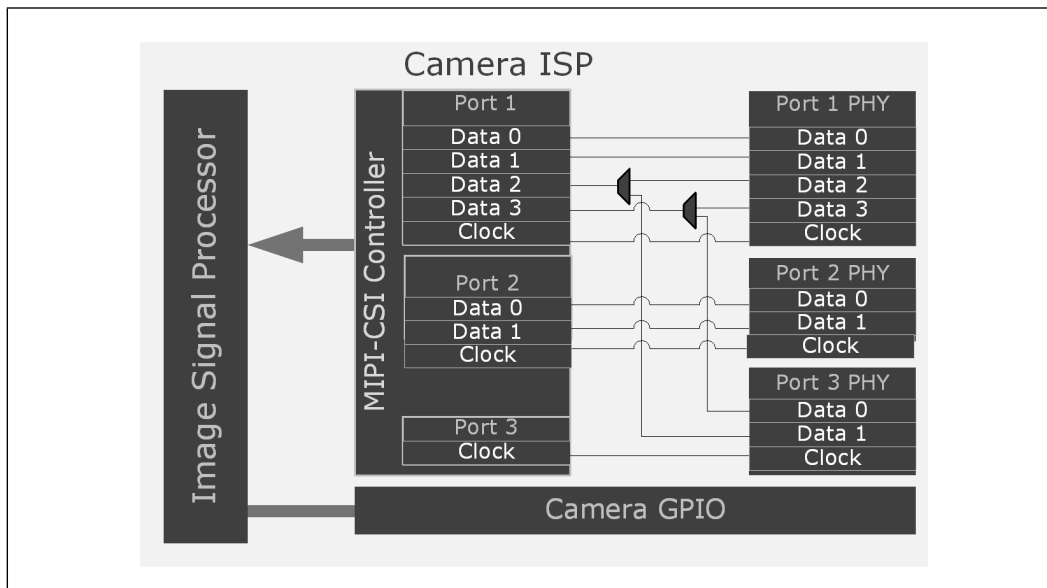 Camera ISP
Image Signal Processor
MIPI-CSI Controller
Port 1
Data 0
Data 1
Data 2
Data 3
Clock
Port 2
Data 0
Data 1
Clock
Port 3
Clock
Port 1 PHY
Data 0
Data 1
Data 2
Data 3
Clock
Port 2 PHY
Data 0
Data 1
Clock
Port 3 PHY
Data 0
Data 1
Clock
Camera GPIO